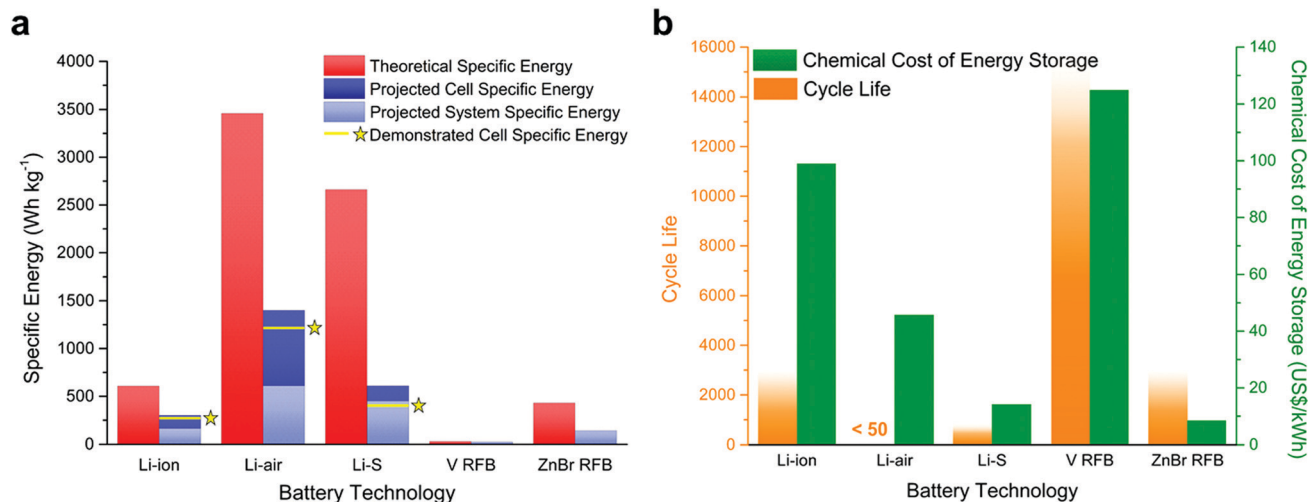 a
4000
3500
3000
2500
2000
1500
1000
500
0
Specific Energy (Wh kg⁻¹)
Theoretical Specific Energy
Projected Cell Specific Energy
Projected System Specific Energy
Demonstrated Cell Specific Energy
Li-ion
Li-air
Li-S
V RFB
ZnBr RFB
Battery Technology
b
16000
14000
12000
10000
8000
6000
4000
2000
0
Cycle Life
Chemical Cost of Energy Storage
Cycle Life
< 50
140
120
100
80
60
40
20
0
Chemical Cost of Energy
Storage (US$/kWh)
Li-ion
Li-air
Li-S
V RFB
ZnBr RFB
Battery Technology